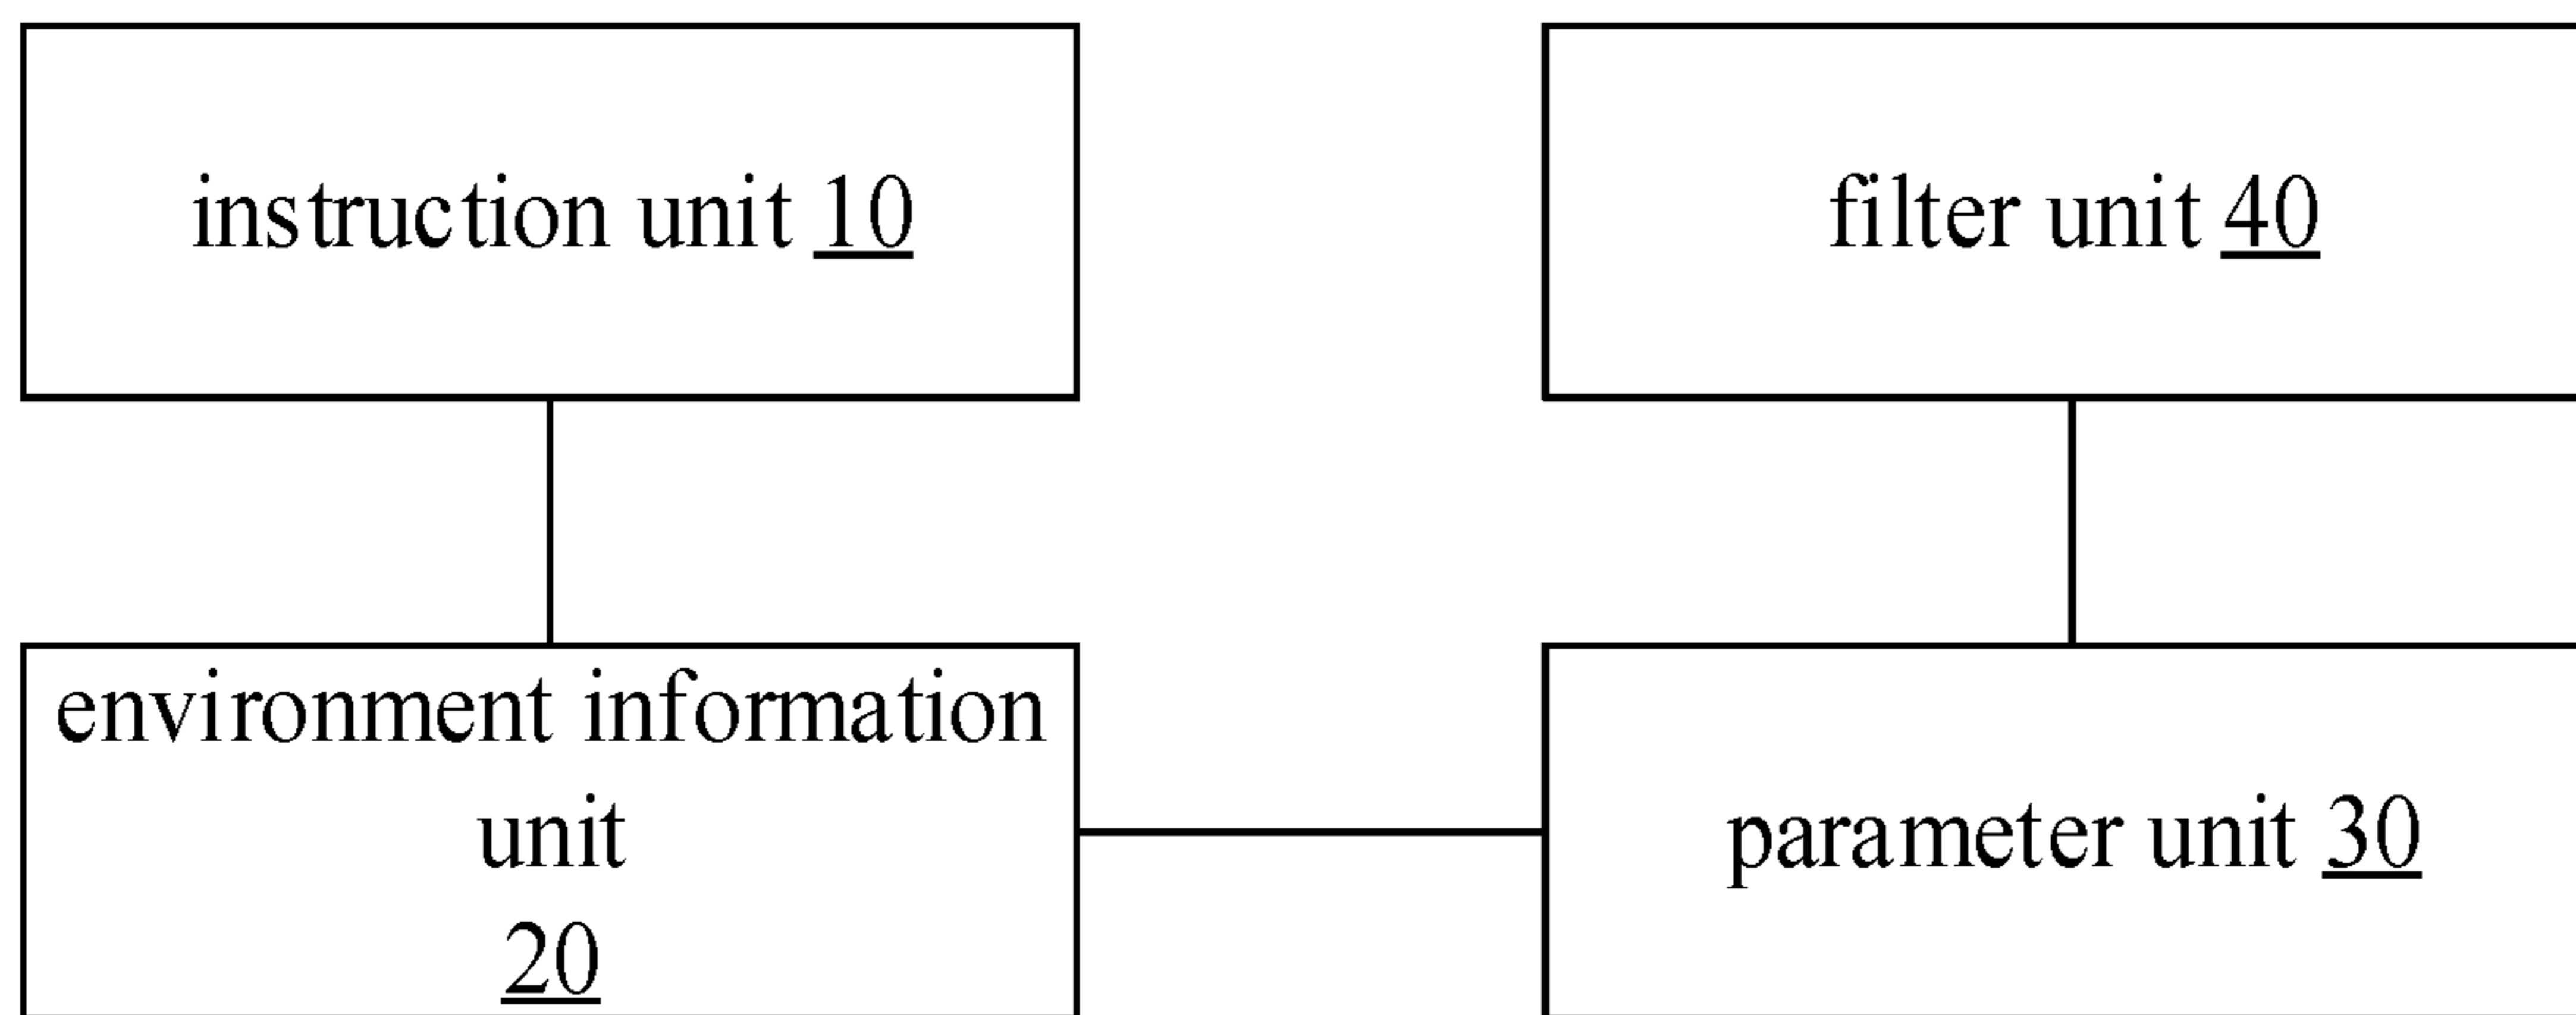 instruction unit 10
filter unit 40
environment information
unit
20
parameter unit 30